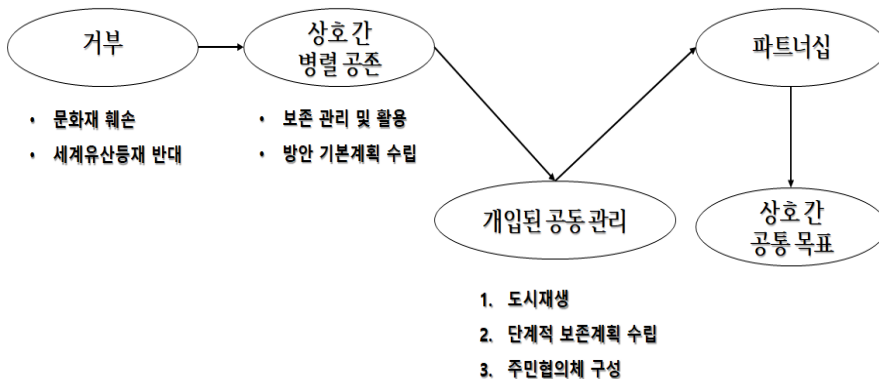 거부
상호 간
병렬 공존
파트너십
• 문화재 훼손
• 세계유산등재 반대
• 보존 관리 및 활용
• 방안 기본계획 수립
개입된 공동 관리
상호 간
공통 목표
1. 도시재생
2. 단계적 보존계획 수립
3. 주민협의체 구성